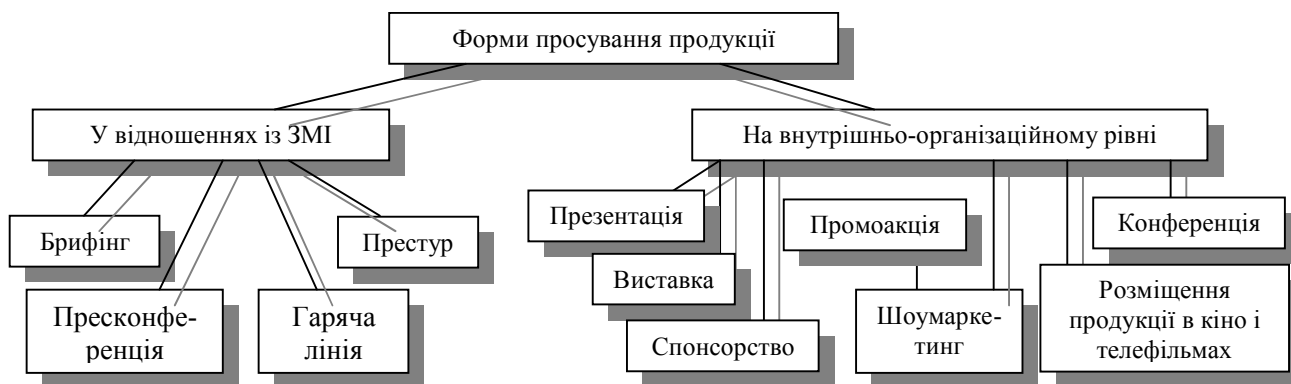 Форми просування продукції
У відношеннях із ЗМІ
На внутрішньо-організаційному рівні
Брифінг
Престур
Пресконфе-
ренція
Гаряча
лінія
Презентація
Промоакція
Конференція
Виставка
Спонсорство
Шоумарке-
тинг
Розміщення
продукції в кіно і
телефільмах